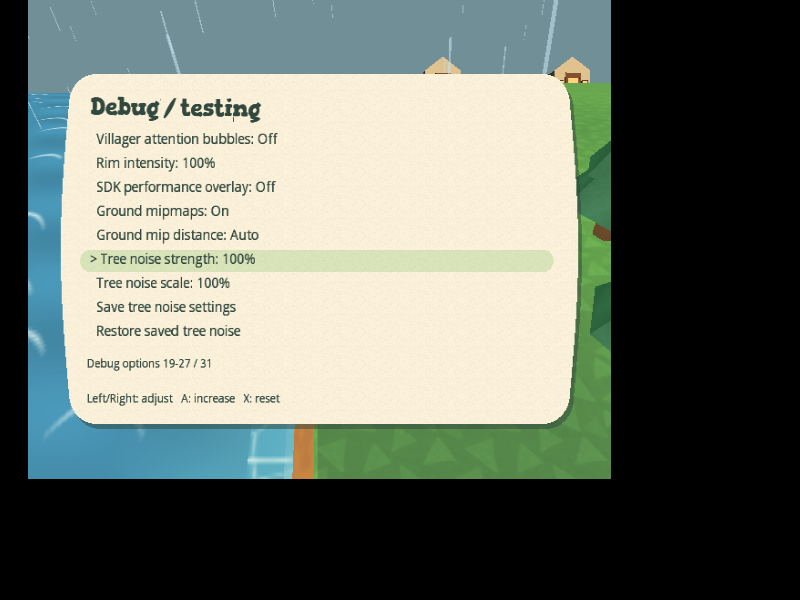 Debug / testing
Villager attention bubbles: Off
Rim intensity: 100%
SDK performance overlay: Off
Ground mipmaps: On
Ground mip distance: Auto
> Tree noise strength: 100%
Tree noise scale: 100%
Save tree noise settings
Restore saved tree noise
Debug options 19-27 / 31
Left/Right: adjust A: increase X: reset